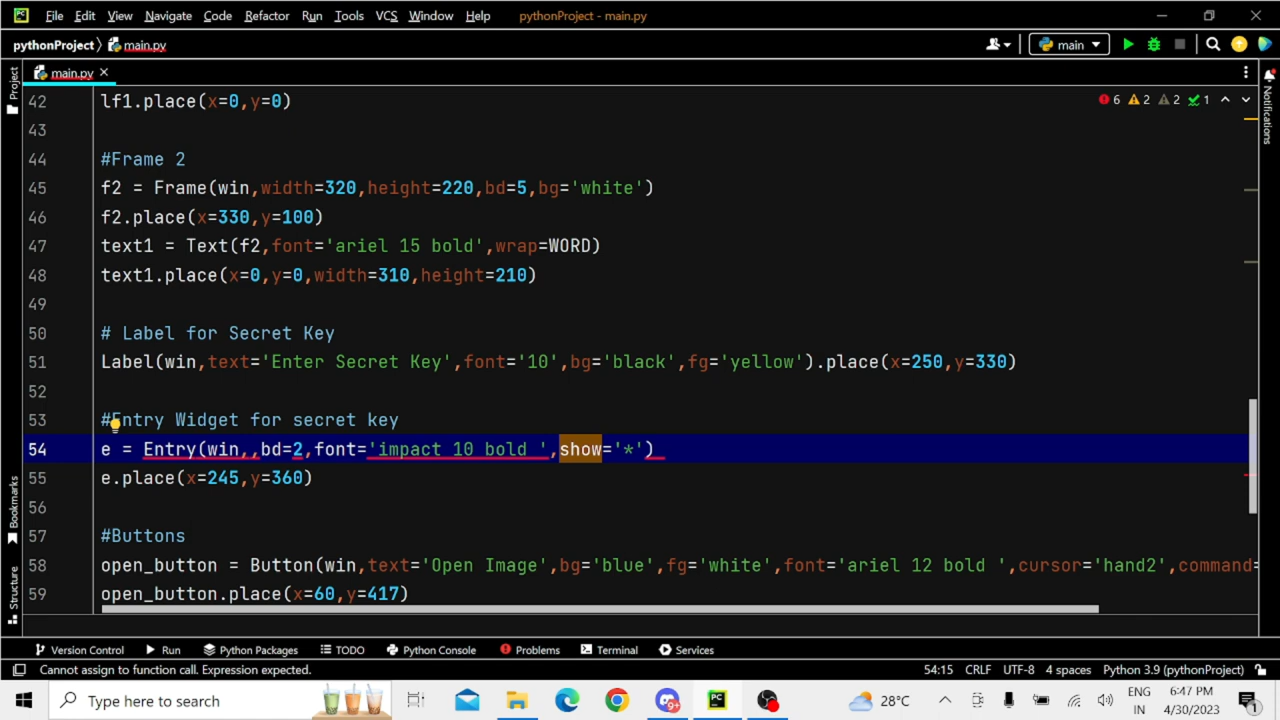 File Edit View Navigate Code Refactor Run Tools VCS Window Help pythonProject - main.py
pythonProject main.py main
main.py
Project
Notifications
6 2 2 1
42 lf1.place(x=0,y=0)
43
44 #Frame 2
45 f2 = Frame(win,width=320,height=220,bd=5,bg='white')
46 f2.place(x=330,y=100)
47 text1 = Text(f2,font='ariel 15 bold',wrap=WORD)
48 text1.place(x=0,y=0,width=310,height=210)
49
50 # Label for Secret Key
51 Label(win,text='Enter Secret Key',font='10',bg='black',fg='yellow').place(x=250,y=330)
52
53 #Entry Widget for secret key
54 e = Entry(win,,bd=2,font='impact 10 bold ',show='*')
55 e.place(x=245,y=360)
56
57 #Buttons
58 open_button = Button(win,text='Open Image',bg='blue',fg='white',font='ariel 12 bold ',cursor='hand2',command=
59 open_button.place(x=60,y=417)
Bookmarks
Structure
Version Control Run Python Packages TODO Python Console Problems Terminal Services
Cannot assign to function call. Expression expected. 54:15 CRLF UTF-8 4 spaces Python 3.9 (pythonProject)
Type here to search 9+ PC 28°C ENG 6:47 PM
IN 4/30/2023 1